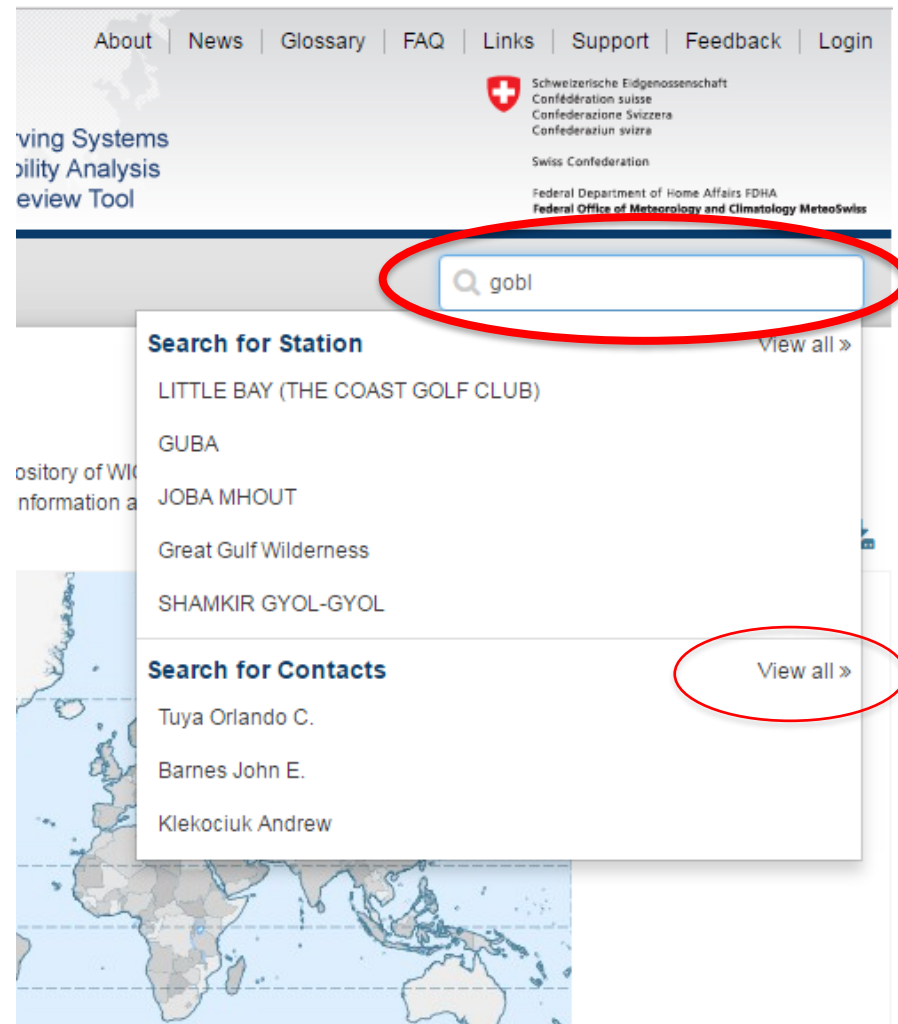 About | News | Glossary | FAQ | Links | Support | Feedback | Login
Schweizerische Eidgenossenschaft
Confédération suisse
Confederazione Svizzera
Confederaziun svizra
Swiss Confederation
Federal Department of Home Affairs FDHA
Federal Office of Meteorology and Climatology MeteoSwiss
ving Systems
bility Analysis
eview Tool
gobl
Search for Station View all »
LITTLE BAY (THE COAST GOLF CLUB)
GUBA
ository of WIG
JOBA MHOUT
nformation a
Great Gulf Wilderness
SHAMKIR GYOL-GYOL
Search for Contacts View all »
Tuya Orlando C.
Barnes John E.
Klekociuk Andrew